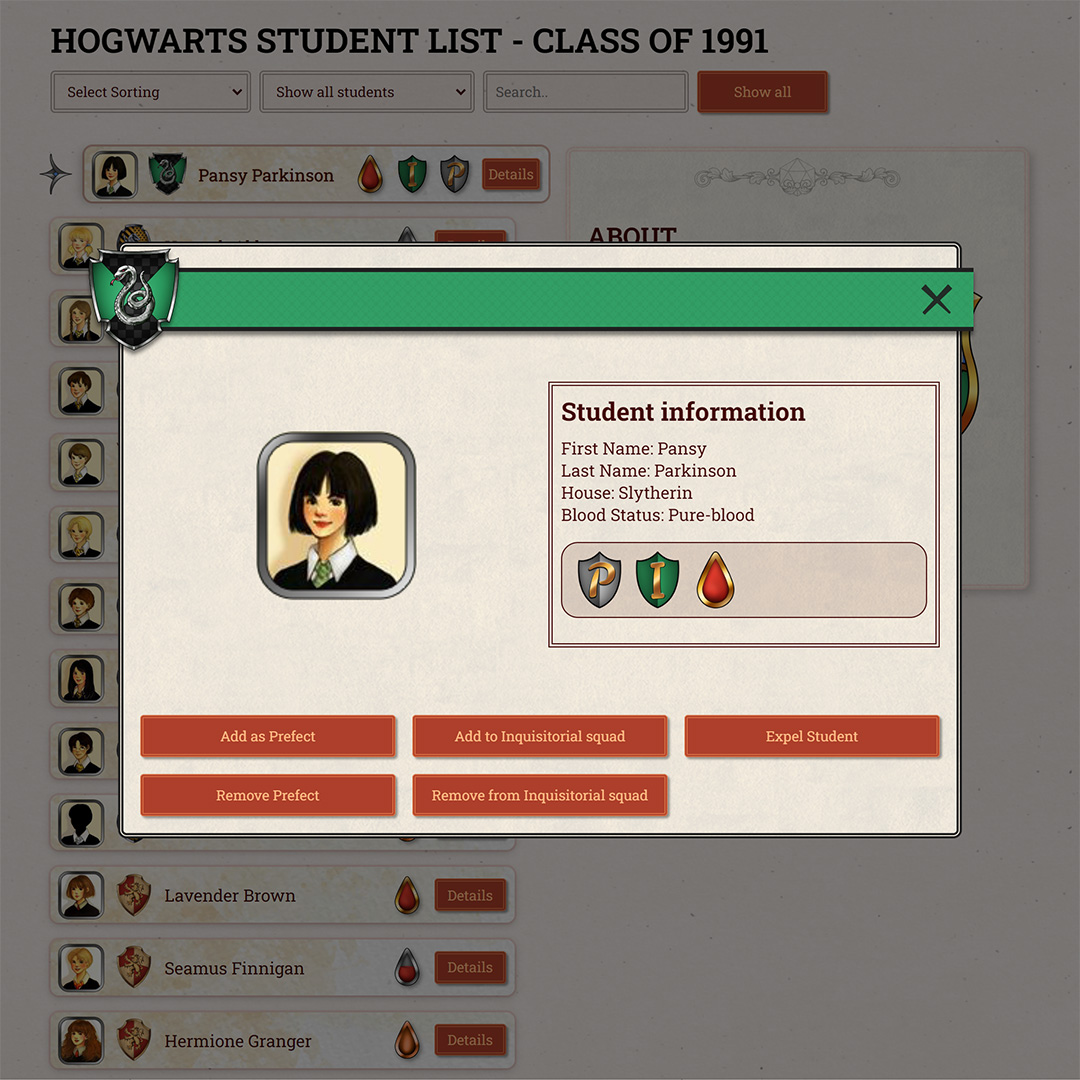 HOGWARTS STUDENT LIST - CLASS OF 1991
Select Sorting
Show all students
Search..
Show all
Pansy Parkinson
I
P
Details
ABOUT
Student information
First Name: Pansy
Last Name: Parkinson
House: Slytherin
Blood Status: Pure-blood
P
I
Add as Prefect
Add to Inquisitorial squad
Expel Student
Remove Prefect
Remove from Inquisitorial squad
Lavender Brown
Details
Seamus Finnigan
Details
Hermione Granger
Details